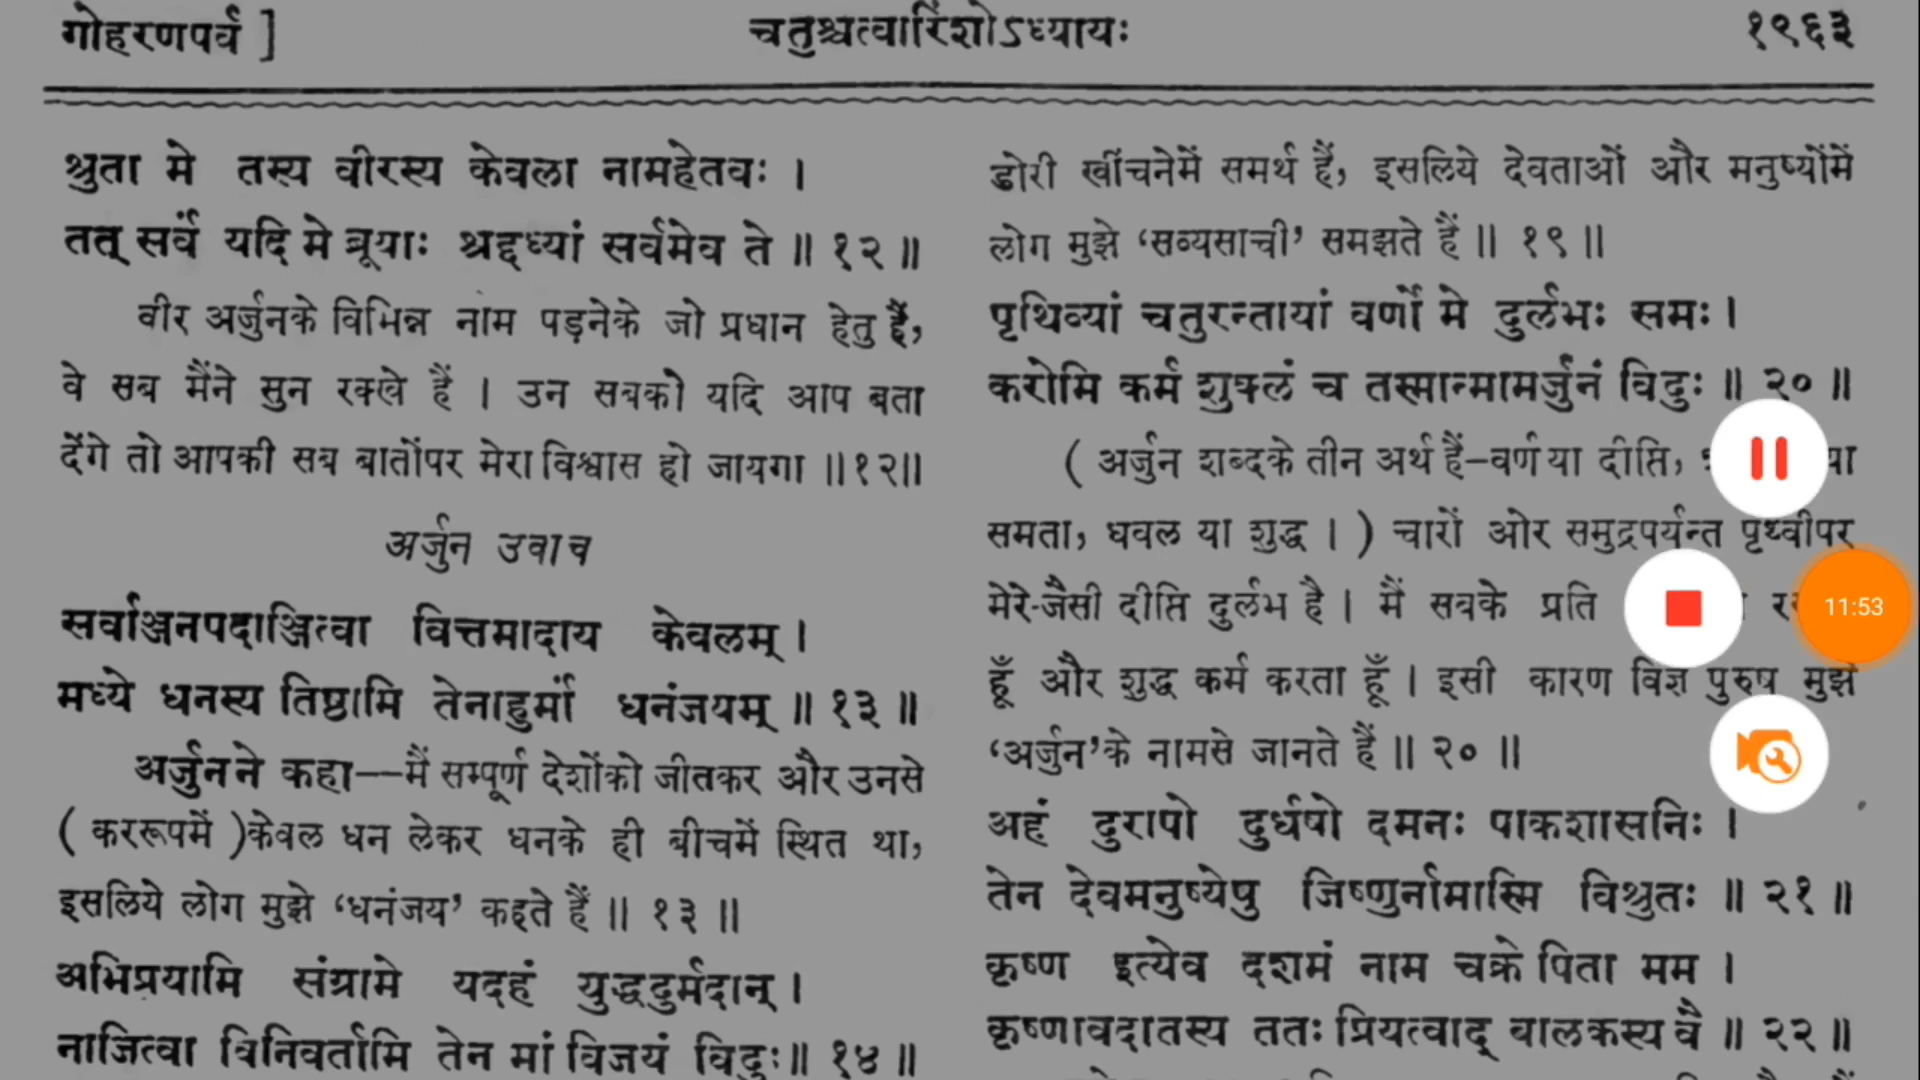 गोहरणपर्व ]
चतुश्चत्वारिंशोऽध्यायः
१९६३
श्रुता मे तस्य वीरस्य केवला नामहेतवः ।
तत् सर्वं यदि मे ब्रूयाः श्रद्दध्यां सर्वमेव ते ॥ १२ ॥
वीर अर्जुनके विभिन्न नाम पड़नेके जो प्रधान हेतु हैं,
वे सब मैंने सुन रक्खे हैं । उन सबको यदि आप बता
देंगे तो आपकी सब बातोंपर मेरा विश्वास हो जायगा ॥१२॥
अर्जुन उवाच
सर्वाञ्जनपदाञ्जित्वा वित्तमादाय केवलम् ।
मध्ये धनस्य तिष्ठामि तेनाहुर्मां धनंजयम् ॥ १३ ॥
अर्जुनने कहा—मैं सम्पूर्ण देशोंको जीतकर और उनसे
( कररूपमें )केवल धन लेकर धनके ही बीचमें स्थित था,
इसलिये लोग मुझे ‘धनंजय’ कहते हैं ॥ १३ ॥
अभिप्रयामि संग्रामे यदहं युद्धदुर्मदान् ।
नाजित्वा विनिवर्तामि तेन मां विजयं विदुः॥ १४ ॥
डोरी खींचनेमें समर्थ हैं, इसलिये देवताओं और मनुष्योंमें
लोग मुझे ‘सव्यसाची’ समझते हैं ॥ १९ ॥
पृथिव्यां चतुरन्तायां वर्णो मे दुर्लभः समः ।
करोमि कर्म शुक्लं च तस्मान्मामर्जुनं विदुः ॥ २० ॥
( अर्जुन शब्दके तीन अर्थ हैं–वर्ण या दीप्ति, या
समता, धवल या शुद्ध । ) चारों ओर समुद्रपर्यन्त पृथ्वीपर
मेरे-जैसी दीप्ति दुर्लभ है । मैं सबके प्रति
11:53
हूँ और शुद्ध कर्म करता हूँ । इसी कारण विज्ञ पुरुष मुझे
‘अर्जुन’के नामसे जानते हैं ॥ २० ॥
अहं दुरापो दुर्धर्षो दमनः पाकशासनिः ।
तेन देवमनुष्येषु जिष्णुर्नामास्मि विश्रुतः ॥ २१ ॥
कृष्ण इत्येव दशमं नाम चक्रे पिता मम ।
कृष्णावदातस्य ततः प्रियत्वाद् बालकस्य वै ॥ २२ ॥